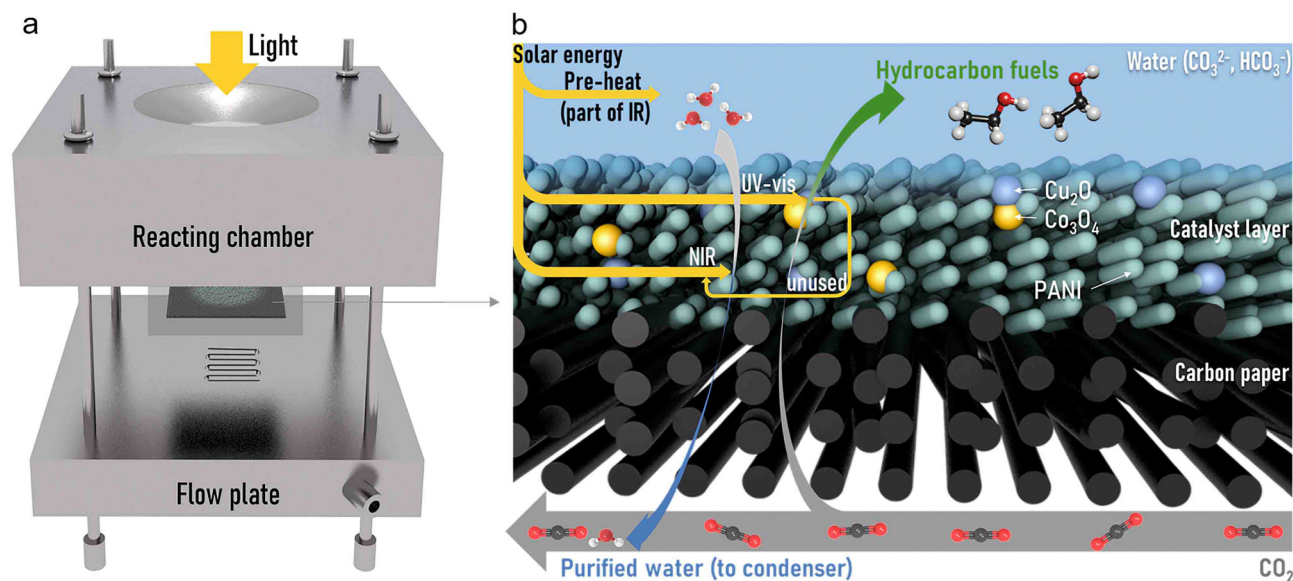 a
Light
Reacting chamber
Flow plate
b
Solar energy
Pre-heat
(part of IR)
Hydrocarbon fuels
Water (CO₃²⁻, HCO₃⁻)
UV-vis
Cu₂O
Co₃O₄
Catalyst layer
NIR
unused
PANI
Carbon paper
Purified water (to condenser)
CO₂